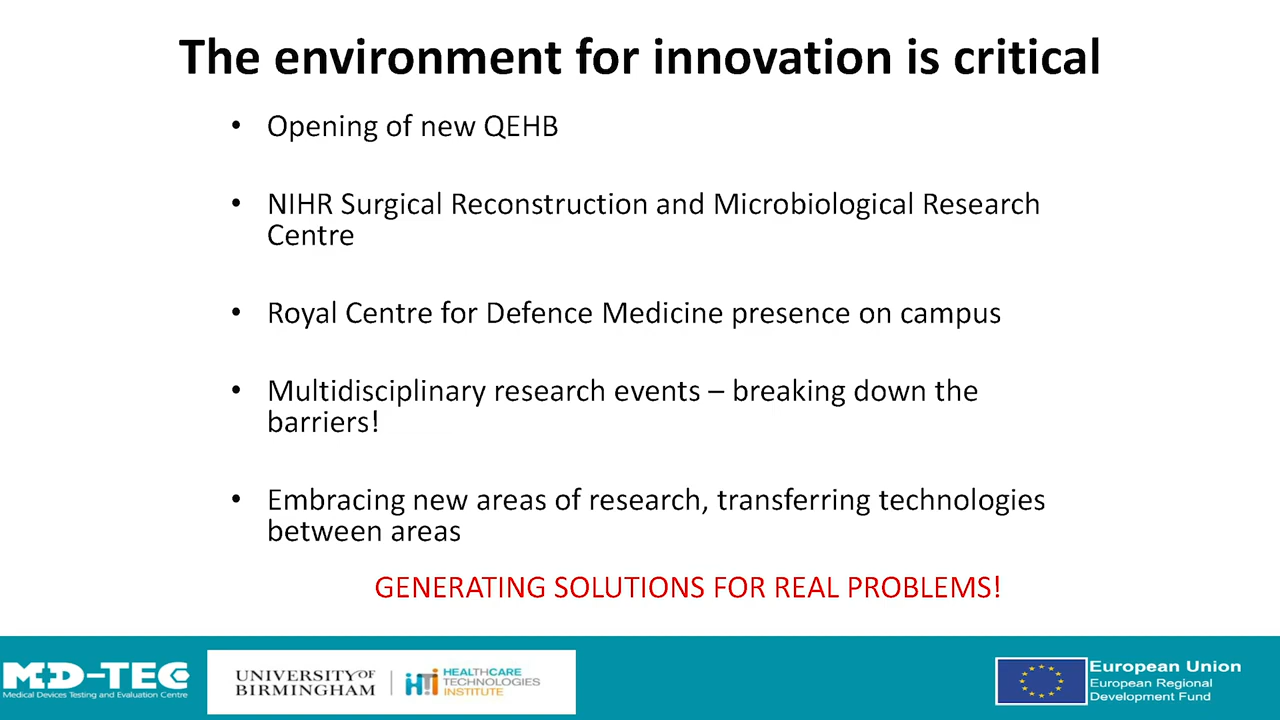 The environment for innovation is critical
• Opening of new QEHB
• NIHR Surgical Reconstruction and Microbiological Research
Centre
• Royal Centre for Defence Medicine presence on campus
• Multidisciplinary research events – breaking down the
barriers!
• Embracing new areas of research, transferring technologies
between areas
GENERATING SOLUTIONS FOR REAL PROBLEMS!
MD-TEC
Medical Devices Testing and Evaluation Centre
UNIVERSITY OF
BIRMINGHAM
HTI
HEALTHCARE
TECHNOLOGIES
INSTITUTE
European Union
European Regional
Development Fund